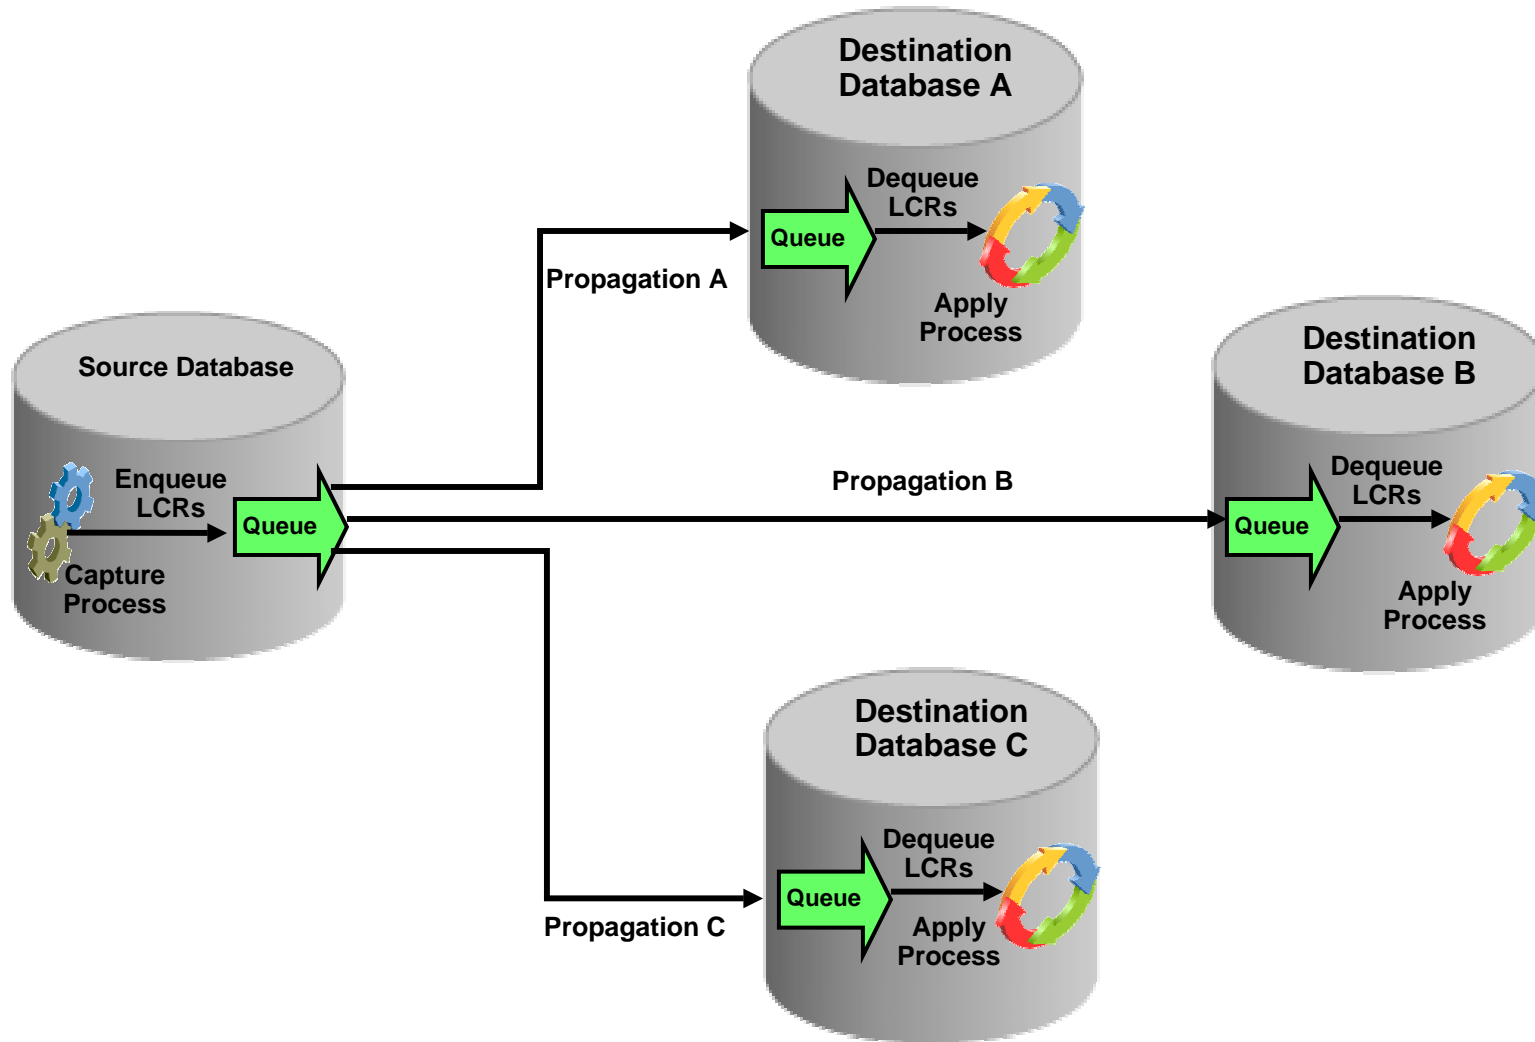 Destination
Database A
Dequeue
LCRs
Queue
Apply
Process
Propagation A
Source Database
Enqueue
LCRs
Queue
Capture
Process
Propagation B
Destination
Database B
Dequeue
LCRs
Queue
Apply
Process
Propagation C
Destination
Database C
Dequeue
LCRs
Queue
Apply
Process